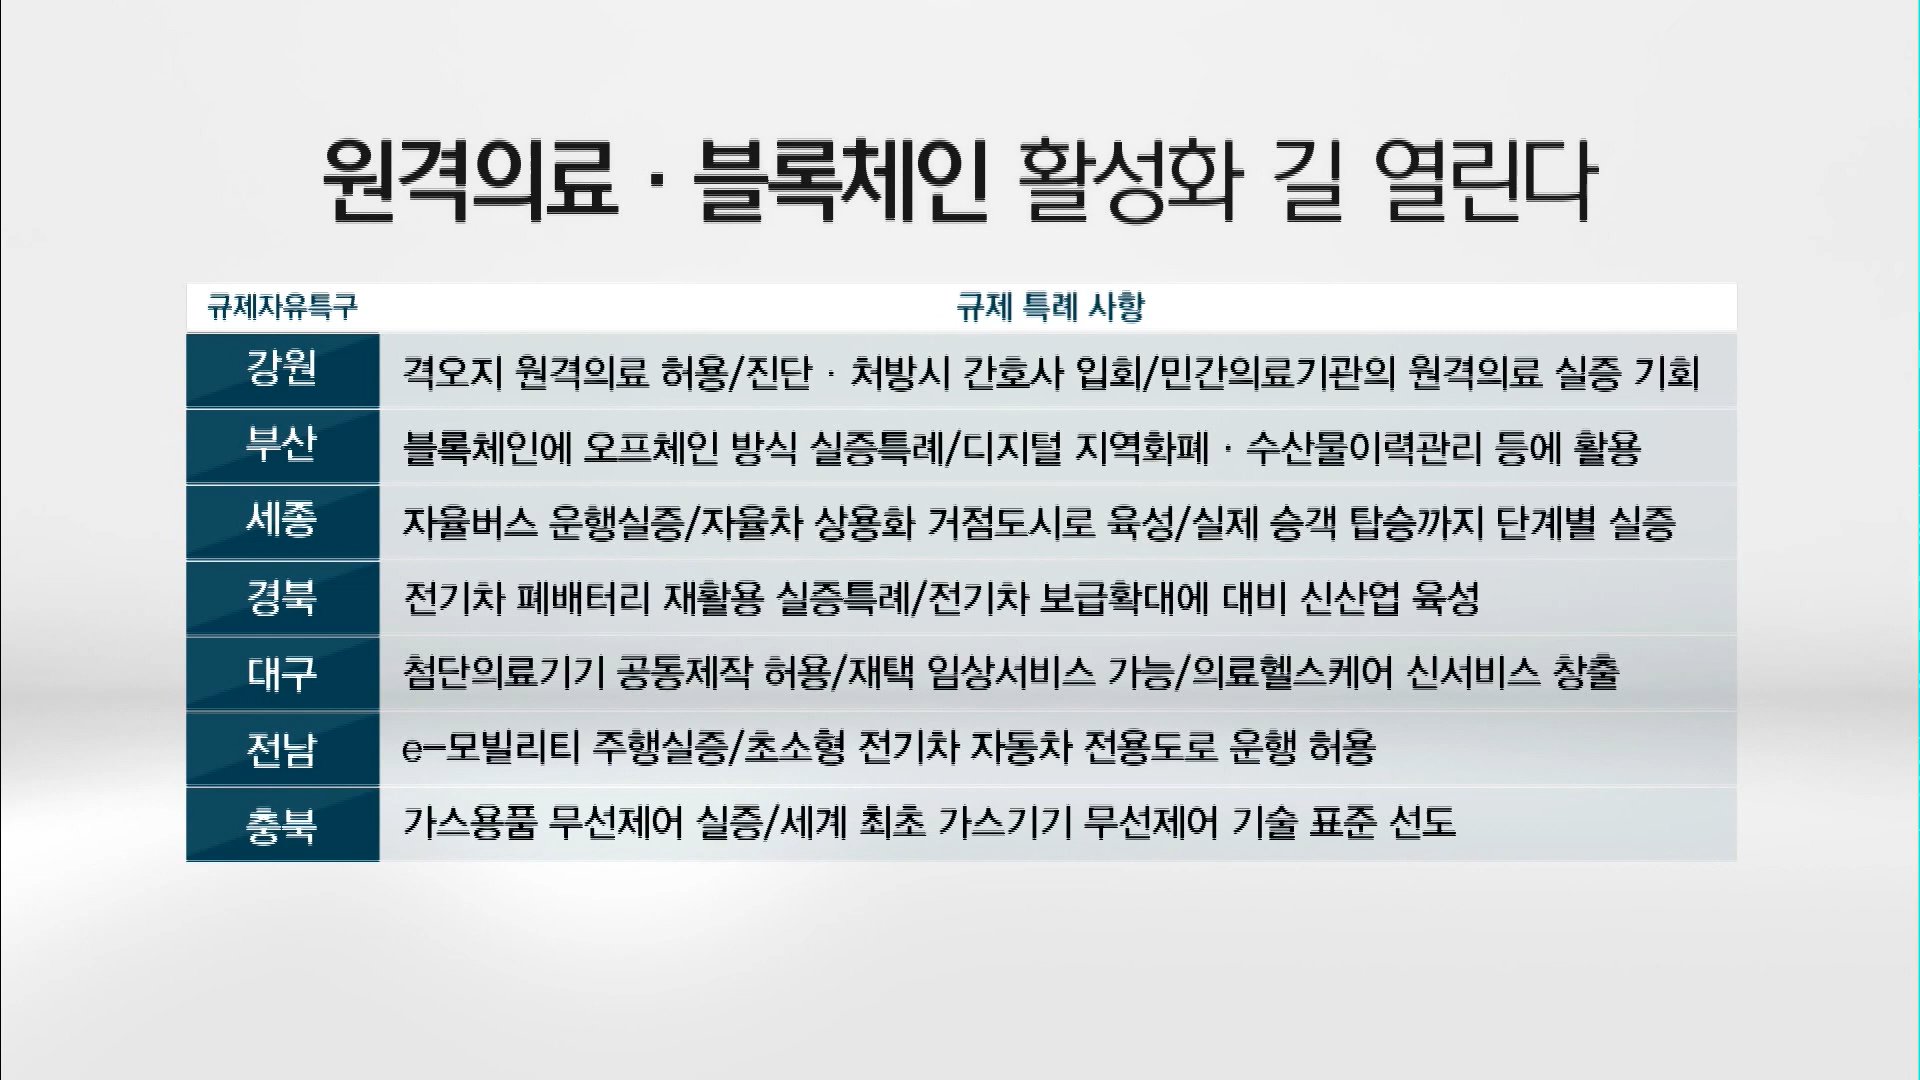 원격의료·블록체인 활성화 길 열린다
규제자유특구 규제 특례 사항
강원 격오지 원격의료 허용/진단·처방시 간호사 입회/민간의료기관의 원격의료 실증 기회
부산 블록체인에 오프체인 방식 실증특례/디지털 지역화폐·수산물이력관리 등에 활용
세종 자율버스 운행실증/자율차 상용화 거점도시로 육성/실제 승객 탑승까지 단계별 실증
경북 전기차 폐배터리 재활용 실증특례/전기차 보급확대에 대비 신산업 육성
대구 첨단의료기기 공동제작 허용/재택 임상서비스 가능/의료헬스케어 신서비스 창출
전남 e-모빌리티 주행실증/초소형 전기차 자동차 전용도로 운행 허용
충북 가스용품 무선제어 실증/세계 최초 가스기기 무선제어 기술 표준 선도